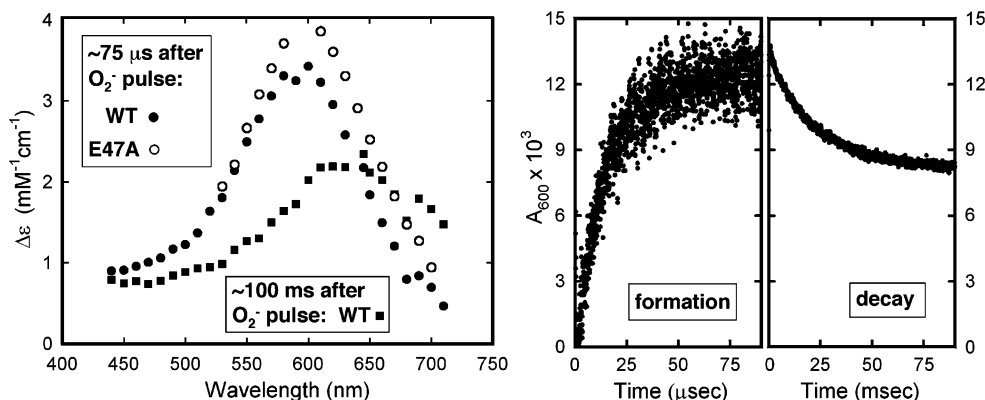 4
3
2
1
0
Δε (mM⁻¹cm⁻¹)
~75 μs after
O₂⁻ pulse:
WT
E47A
~100 ms after
O₂⁻ pulse: WT
400 450 500 550 600 650 700 750
Wavelength (nm)
15
12
9
6
3
0
A₆₀₀ x 10³
formation
decay
15
12
9
6
3
0
0 25 50 75
Time (μsec)
0 25 50 75
Time (msec)